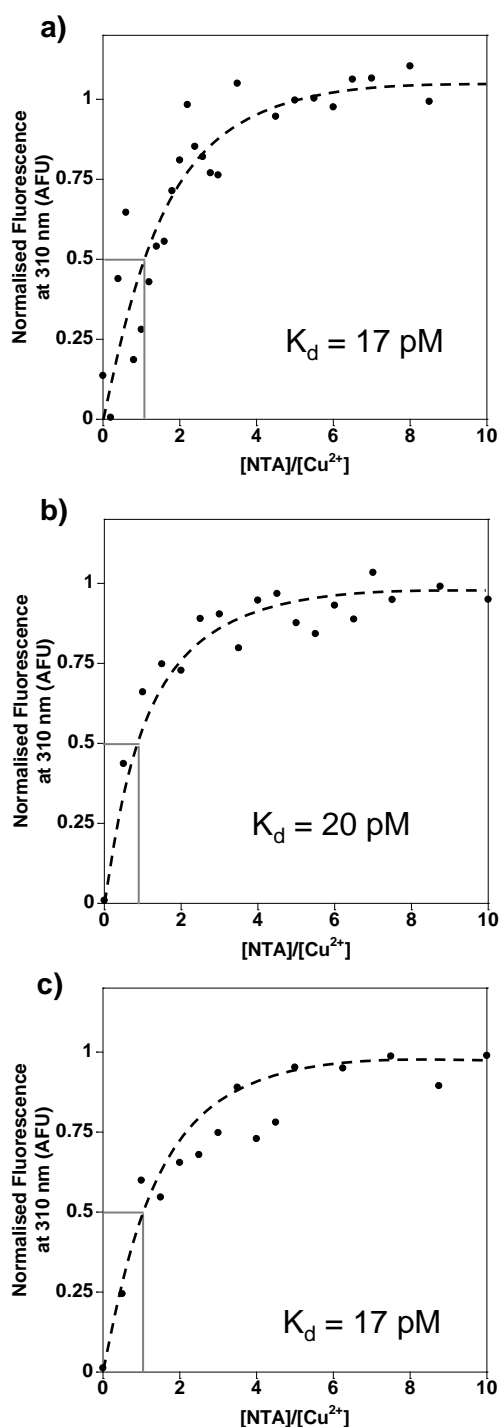 a)
Normalised Fluorescence
at 310 nm (AFU)
1
0.75
0.5
0.25
0
K_d = 17 pM
0 2 4 6 8 10
[NTA]/[Cu²⁺]
b)
Normalised Fluorescence
at 310 nm (AFU)
1
0.75
0.5
0.25
0
K_d = 20 pM
0 2 4 6 8 10
[NTA]/[Cu²⁺]
c)
Normalised Fluorescence
at 310 nm (AFU)
1
0.75
0.5
0.25
0
K_d = 17 pM
0 2 4 6 8 10
[NTA]/[Cu²⁺]